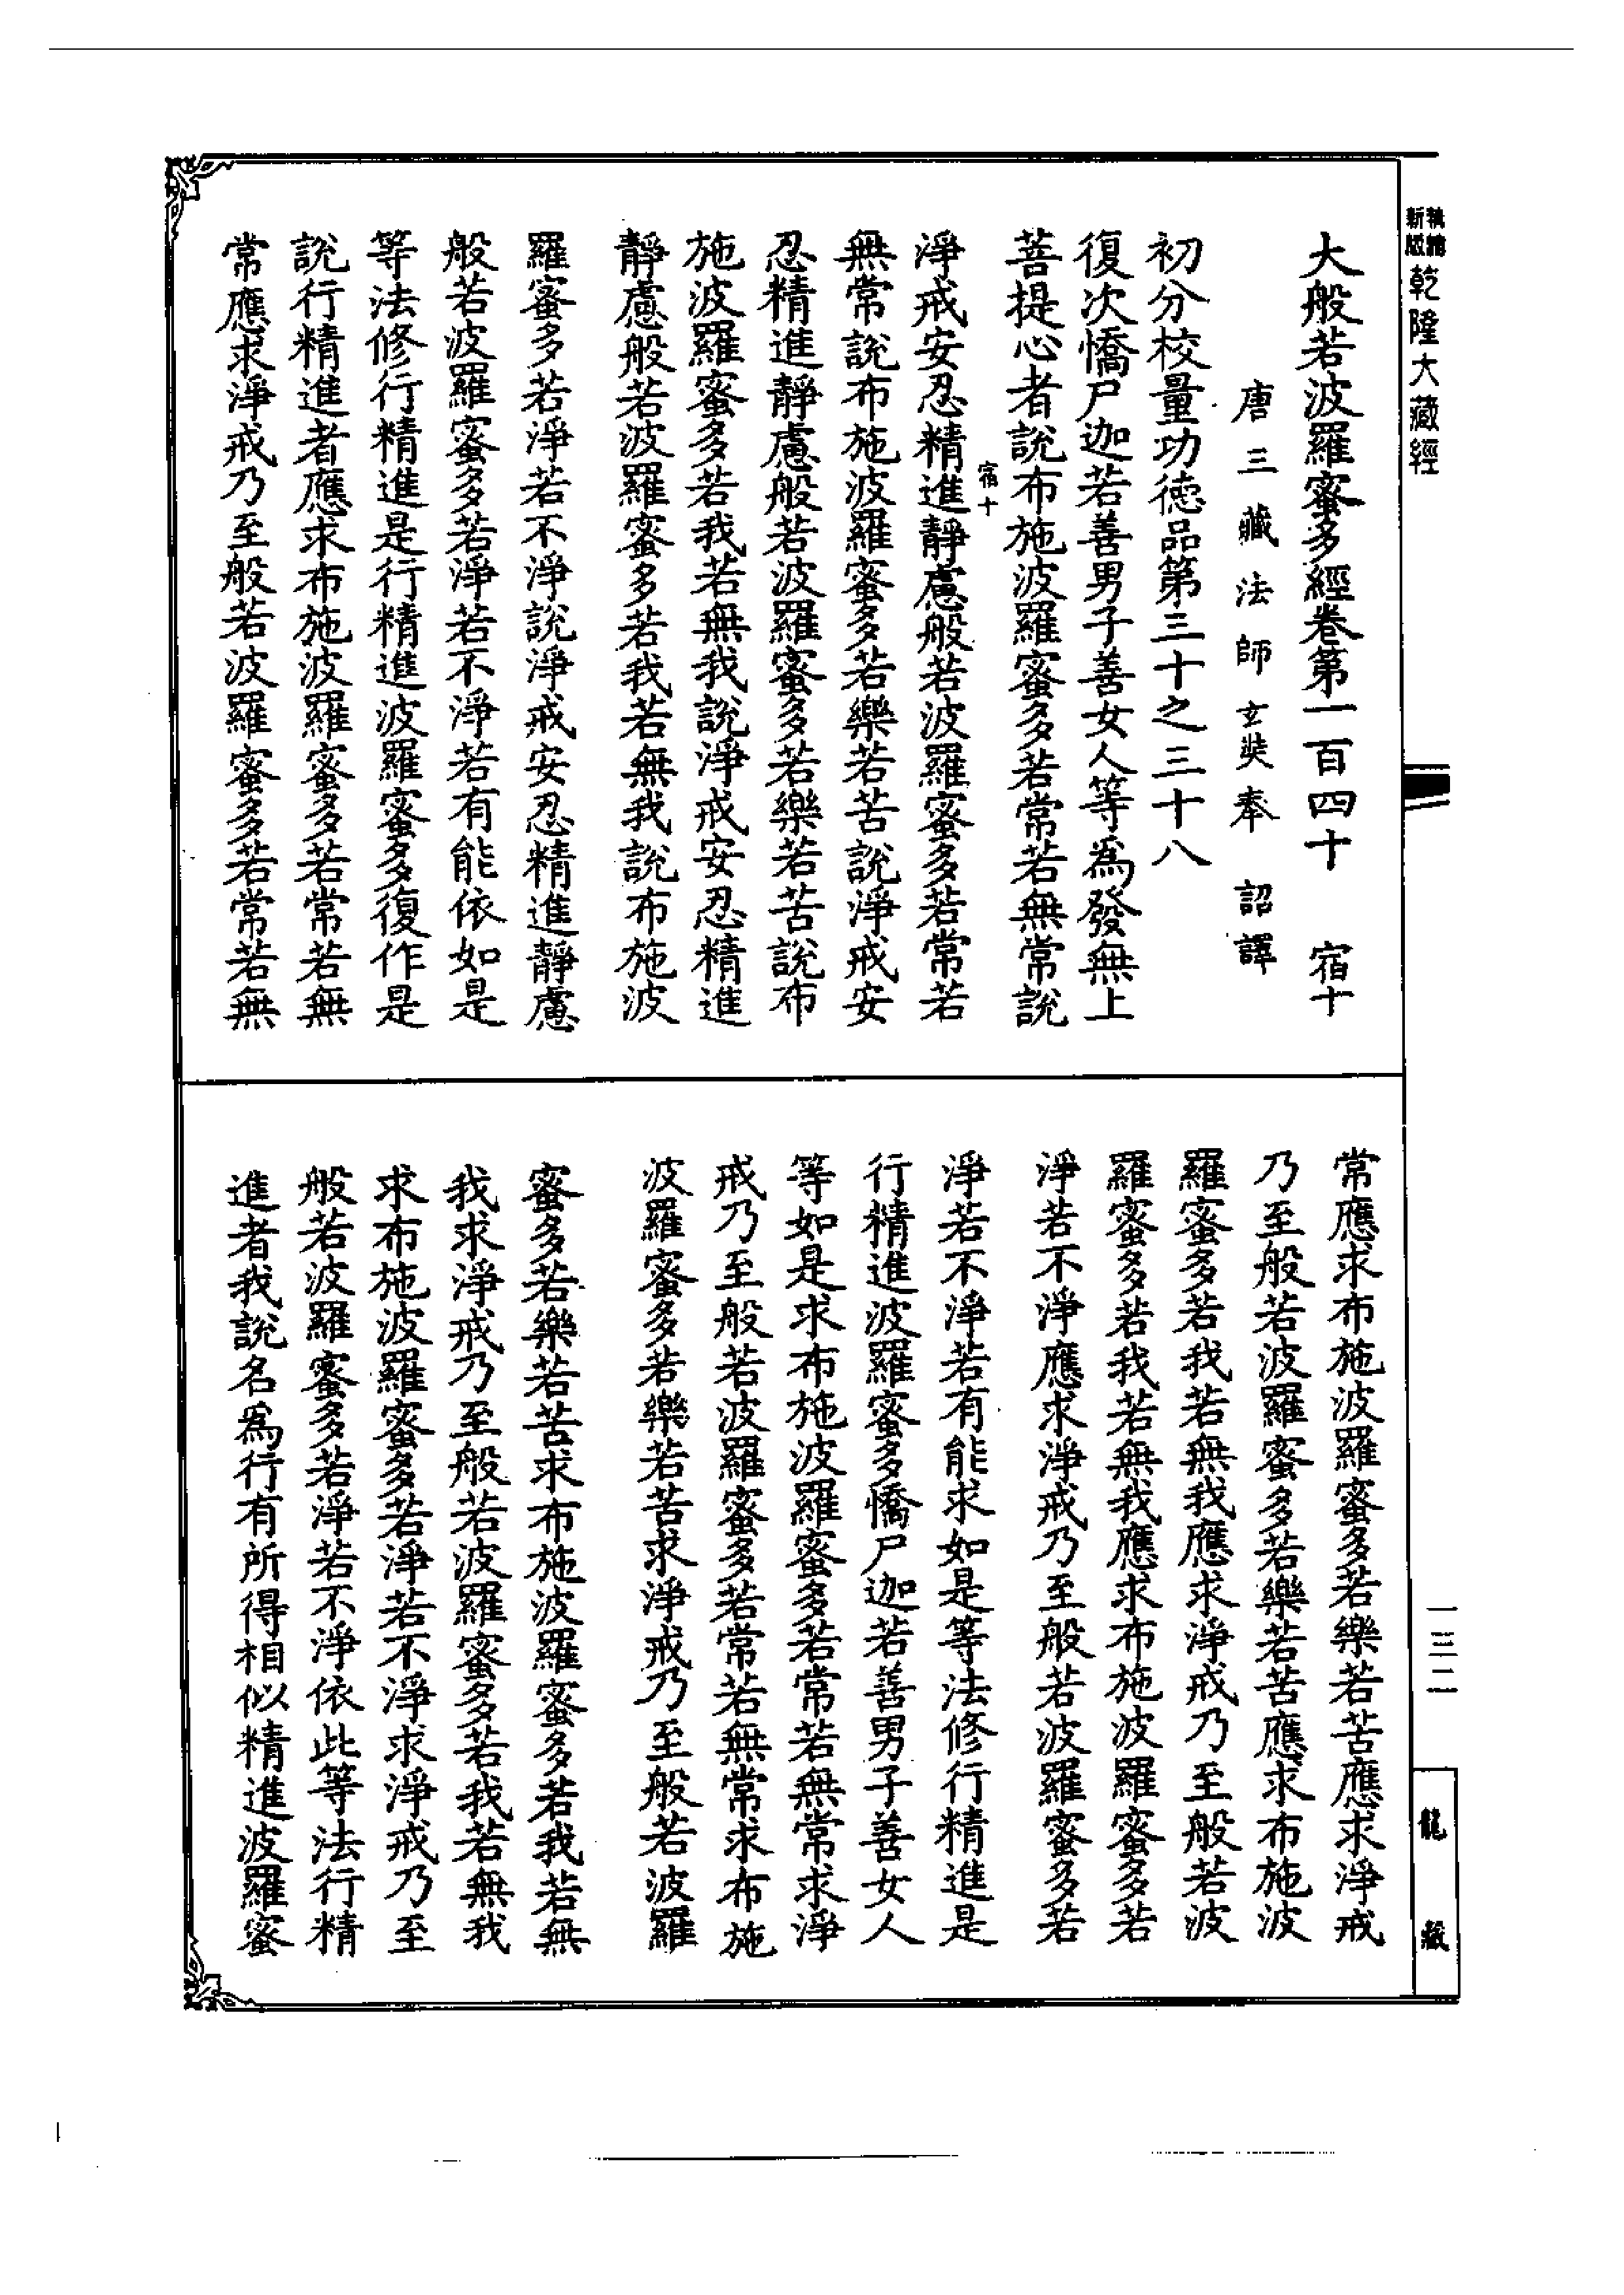 新編縮版
乾隆大藏經
大般若波羅蜜多經卷第一百四十 宿十
唐三藏法師玄奘奉 詔譯
初分校量功德品第三十之三十八
復次憍尸迦若善男子善女人等為發無上
菩提心者說布施波羅蜜多若常若無常說
宿十
淨戒安忍精進靜慮般若波羅蜜多若常若
無常說布施波羅蜜多若樂若苦說淨戒安
忍精進靜慮般若波羅蜜多若樂若苦說布
施波羅蜜多若我若無我說淨戒安忍精進
靜慮般若波羅蜜多若我若無我說布施波
羅蜜多若淨若不淨說淨戒安忍精進靜慮
般若波羅蜜多若淨若不淨若有能依如是
等法修行精進是行精進波羅蜜多復作是
說行精進者應求布施波羅蜜多若常若無
常應求淨戒乃至般若波羅蜜多若常若無
常應求布施波羅蜜多若樂若苦應求淨戒
乃至般若波羅蜜多若樂若苦應求布施波
羅蜜多若我若無我應求淨戒乃至般若波
羅蜜多若我若無我應求布施波羅蜜多若
淨若不淨應求淨戒乃至般若波羅蜜多若
淨若不淨若有能求如是等法修行精進是
行精進波羅蜜多憍尸迦若善男子善女人
等如是求布施波羅蜜多若常若無常求淨
戒乃至般若波羅蜜多若常若無常求布施
波羅蜜多若樂若苦求淨戒乃至般若波羅
蜜多若樂若苦求布施波羅蜜多若我若無
我求淨戒乃至般若波羅蜜多若我若無我
求布施波羅蜜多若淨若不淨求淨戒乃至
般若波羅蜜多若淨若不淨依此等法行精
進者我說名為行有所得相似精進波羅蜜
一三二
龍藏